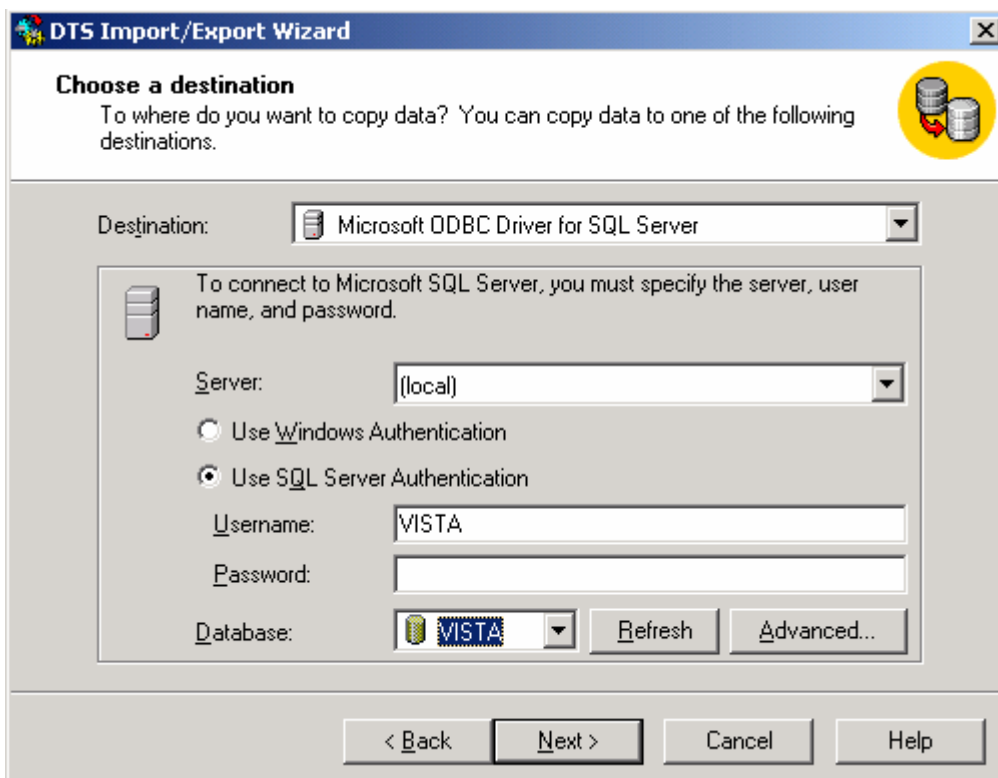 DTS Import/Export Wizard
Choose a destination
To where do you want to copy data? You can copy data to one of the following
destinations.
Destination: Microsoft ODBC Driver for SQL Server
To connect to Microsoft SQL Server, you must specify the server, user
name, and password.
Server: (local)
Use Windows Authentication
Use SQL Server Authentication
Username: VISTA
Password:
Database: VISTA Refresh Advanced...
< Back Next > Cancel Help